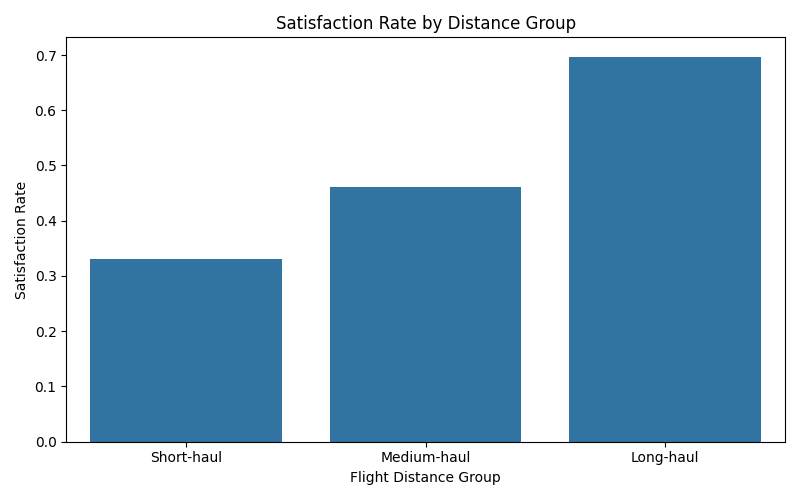 Satisfaction Rate by Distance Group
Satisfaction Rate
0.7
0.6
0.5
0.4
0.3
0.2
0.1
0.0
Short-haul
Medium-haul
Long-haul
Flight Distance Group